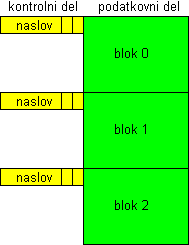 kontrolni del podatkovni del
naslov
blok 0
naslov
blok 1
naslov
blok 2